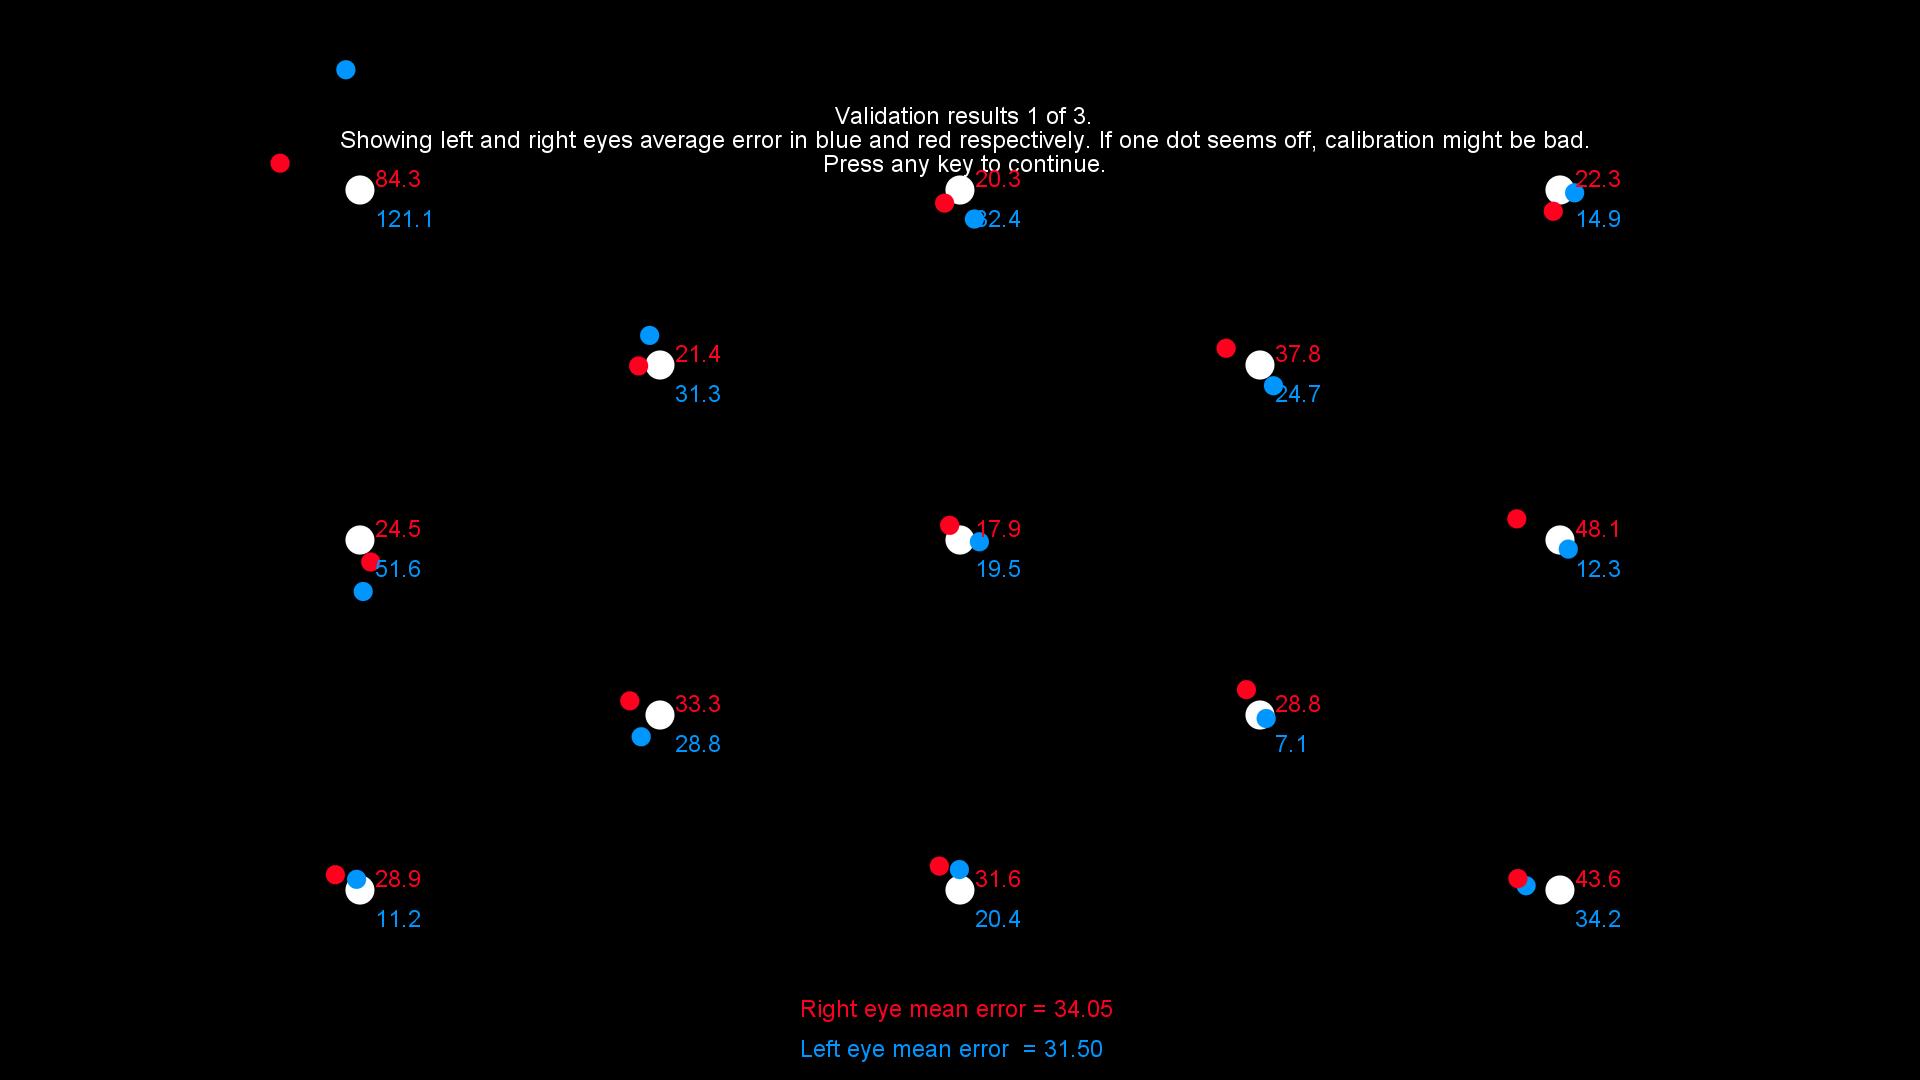 Validation results 1 of 3.
Showing left and right eyes average error in blue and red respectively. If one dot seems off, calibration might be bad.
Press any key to continue.
84.3 20.3 22.3
121.1 32.4 14.9
21.4 37.8
31.3 24.7
24.5 17.9 48.1
51.6 19.5 12.3
33.3 28.8
28.8 7.1
28.9 31.6 43.6
11.2 20.4 34.2
Right eye mean error = 34.05
Left eye mean error = 31.50